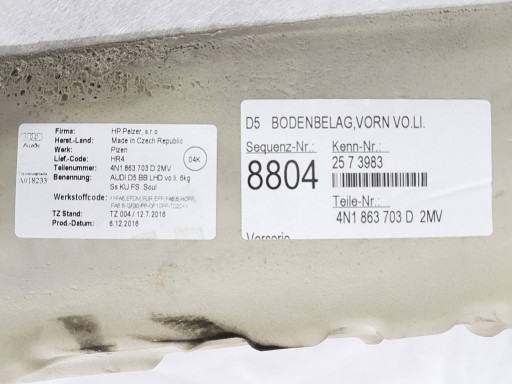 Audi
A018233
Firma: HP Pelzer, s.r.o
Herst.-Land: Made in Czech Republic
Werk: Plzen
Lief.-Code: HR4
04K
Teilenummer: 4N1 863 703 D 2MV
Benennung: AUDI D5 BB LHD vo.li. 6kg
Ss KU FS .Soul
Werkstoffcode:
TZ Stand: TZ 004 / 12.7.2016
Prod.-Datum: 6.12.2016
D5 BODENBELAG,VORN VO.LI.
Sequenz-Nr.: Kenn-Nr.:
8804 25 7 3983
Teile-Nr.:
4N1 863 703 D 2MV
Vorserie